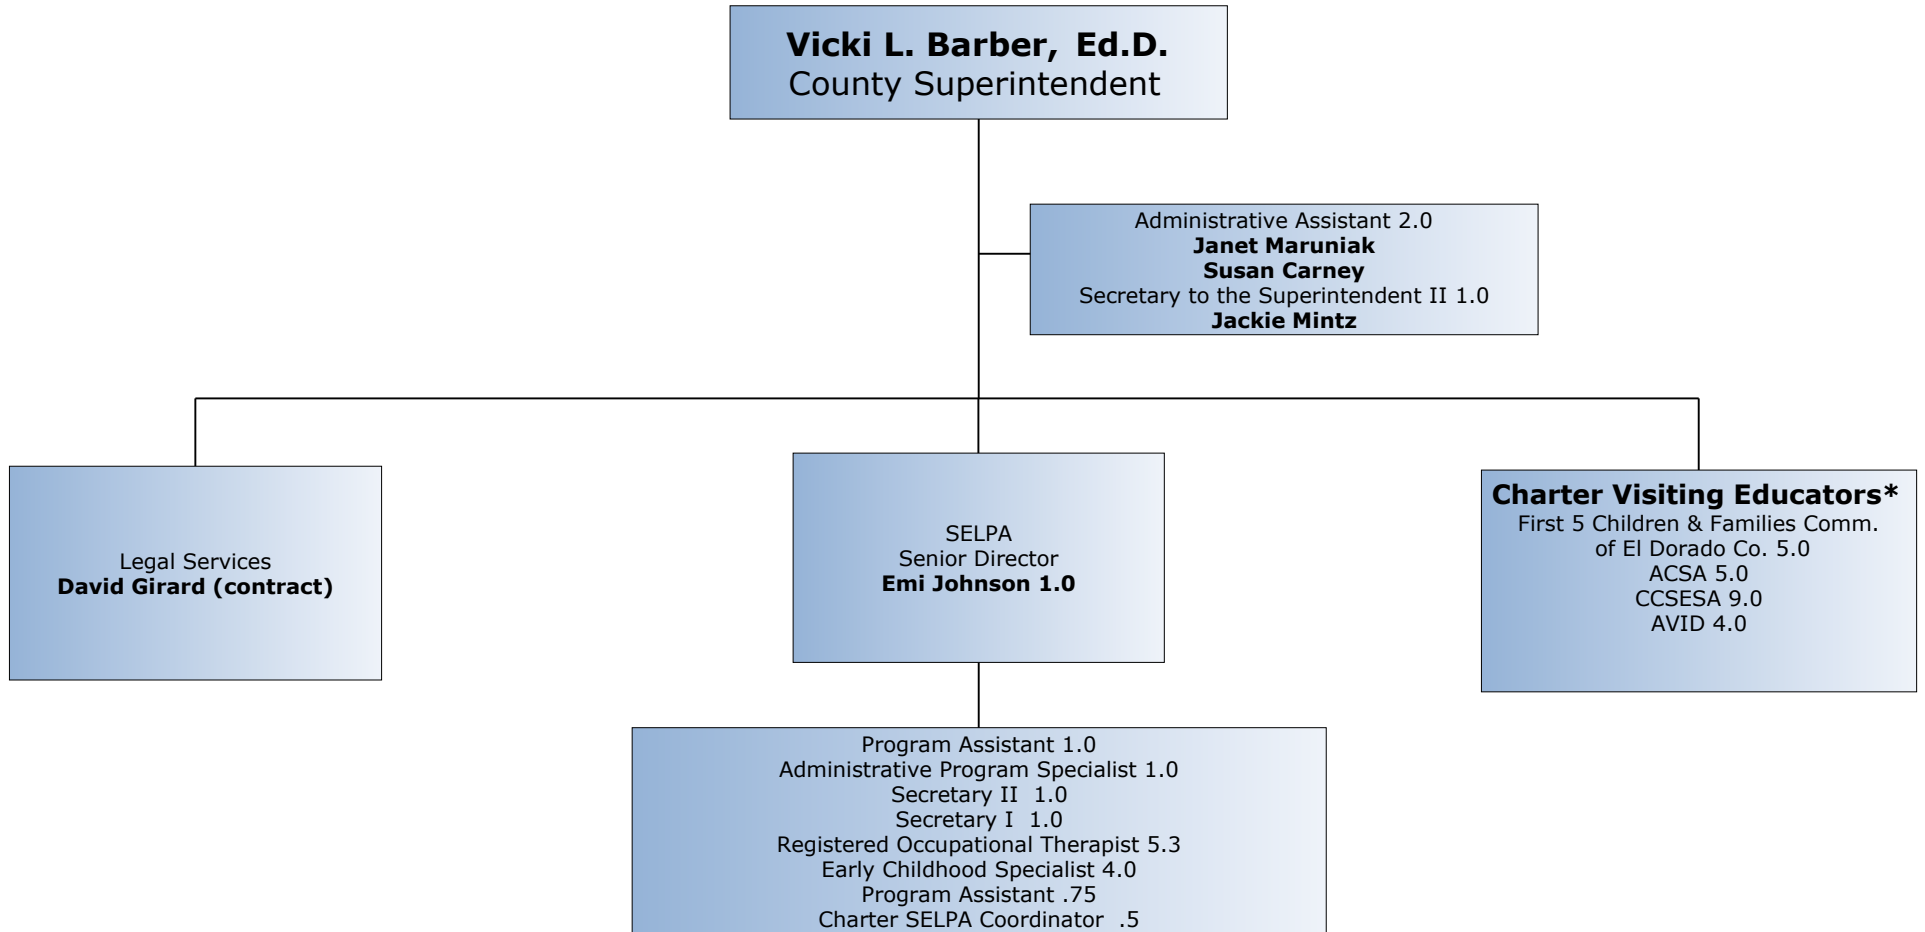 Vicki L. Barber, Ed.D.
County Superintendent
Administrative Assistant 2.0
Janet Maruniak
Susan Carney
Secretary to the Superintendent II 1.0
Jackie Mintz
Legal Services
David Girard (contract)
SELPA
Senior Director
Emi Johnson 1.0
Charter Visiting Educators*
First 5 Children & Families Comm.
of El Dorado Co. 5.0
ACSA 5.0
CCSESA 9.0
AVID 4.0
Program Assistant 1.0
Administrative Program Specialist 1.0
Secretary II 1.0
Secretary I 1.0
Registered Occupational Therapist 5.3
Early Childhood Specialist 4.0
Program Assistant .75
Charter SELPA Coordinator .5